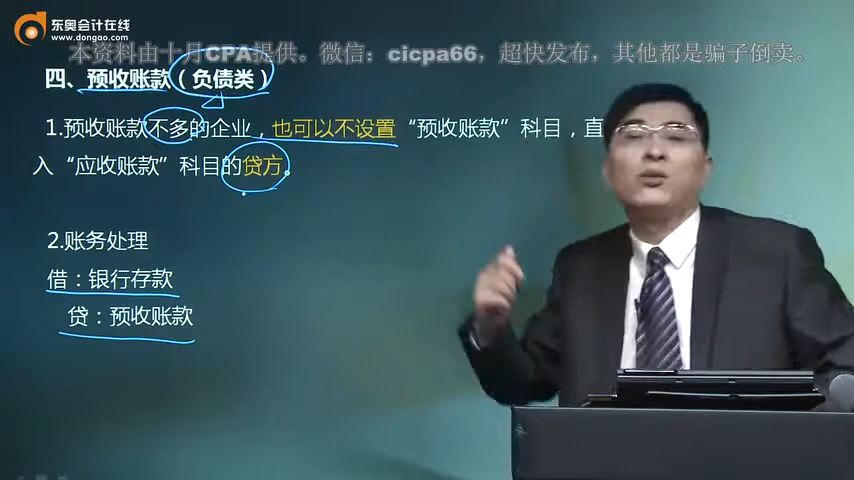 东奥会计在线
www.dongao.com
本资料由十月CPA提供。微信：cicpa66，超快发布，其他都是骗子倒卖。
四、预收账款（负债类）
1.预收账款不多的企业，也可以不设置“预收账款”科目，直
入“应收账款”科目的贷方。
2.账务处理
借：银行存款
贷：预收账款